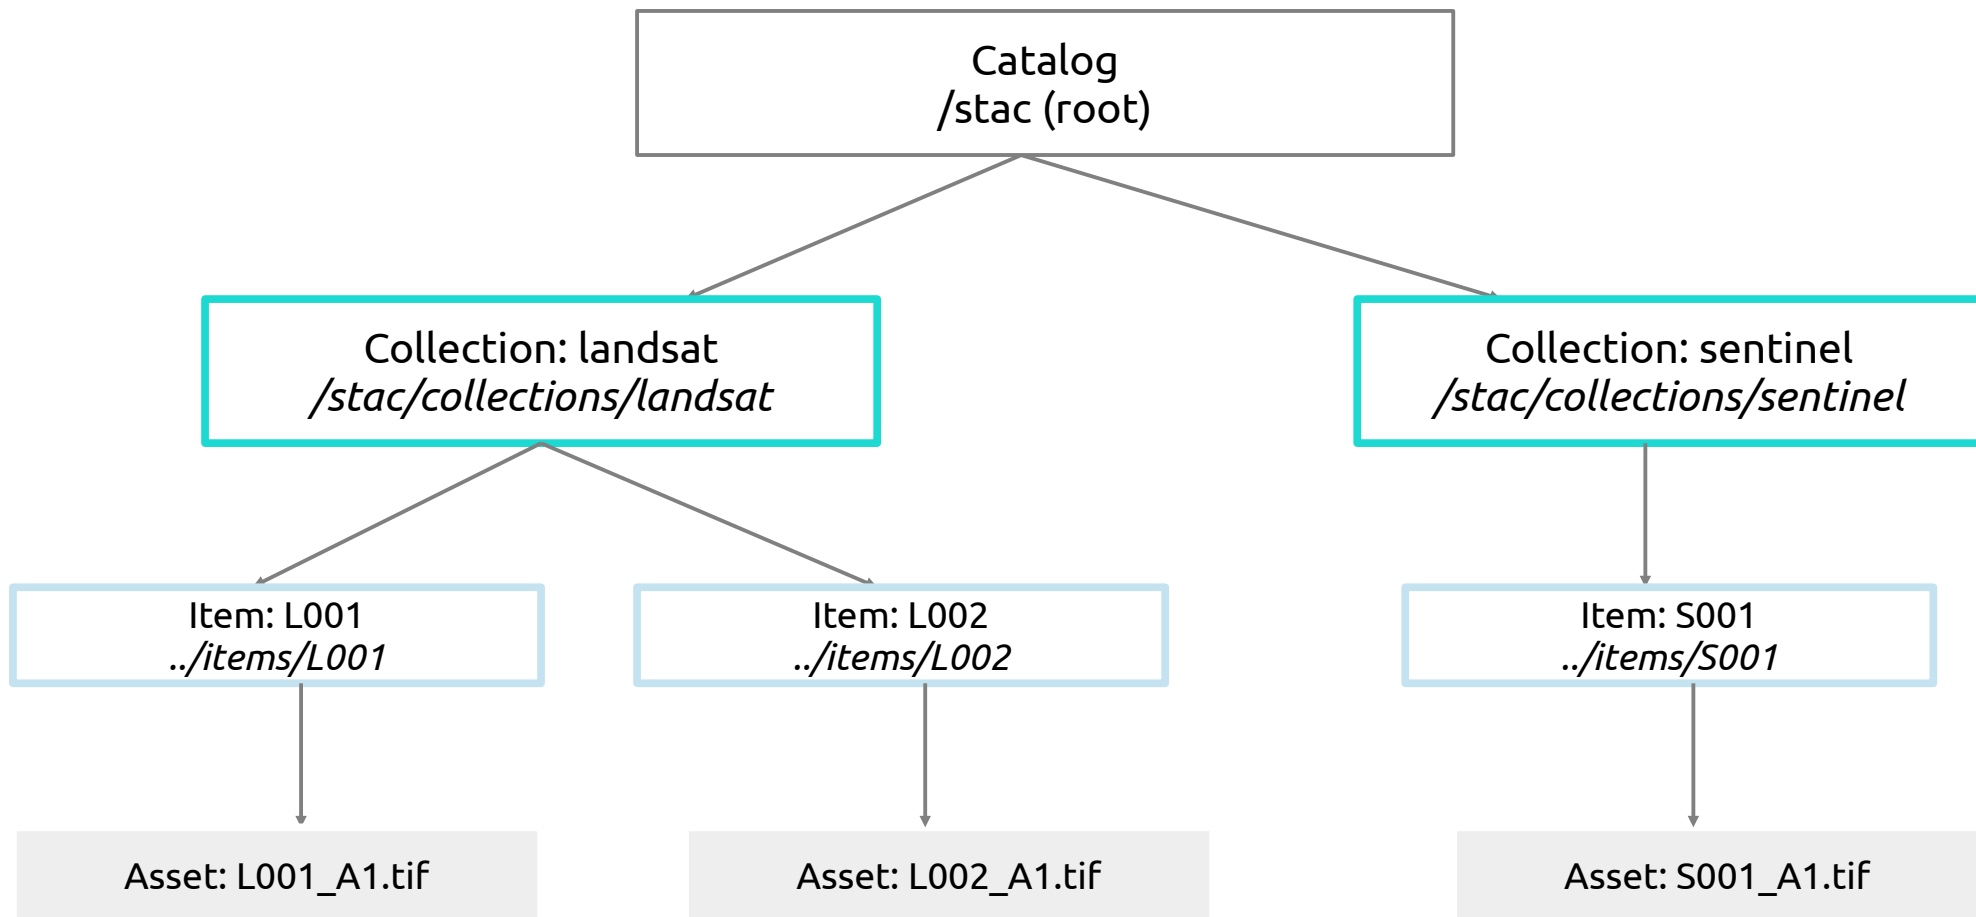 Catalog
/stac (root)
Collection: landsat
/stac/collections/landsat
Collection: sentinel
/stac/collections/sentinel
Item: L001
../items/L001
Item: L002
../items/L002
Item: S001
../items/S001
Asset: L001_A1.tif
Asset: L002_A1.tif
Asset: S001_A1.tif